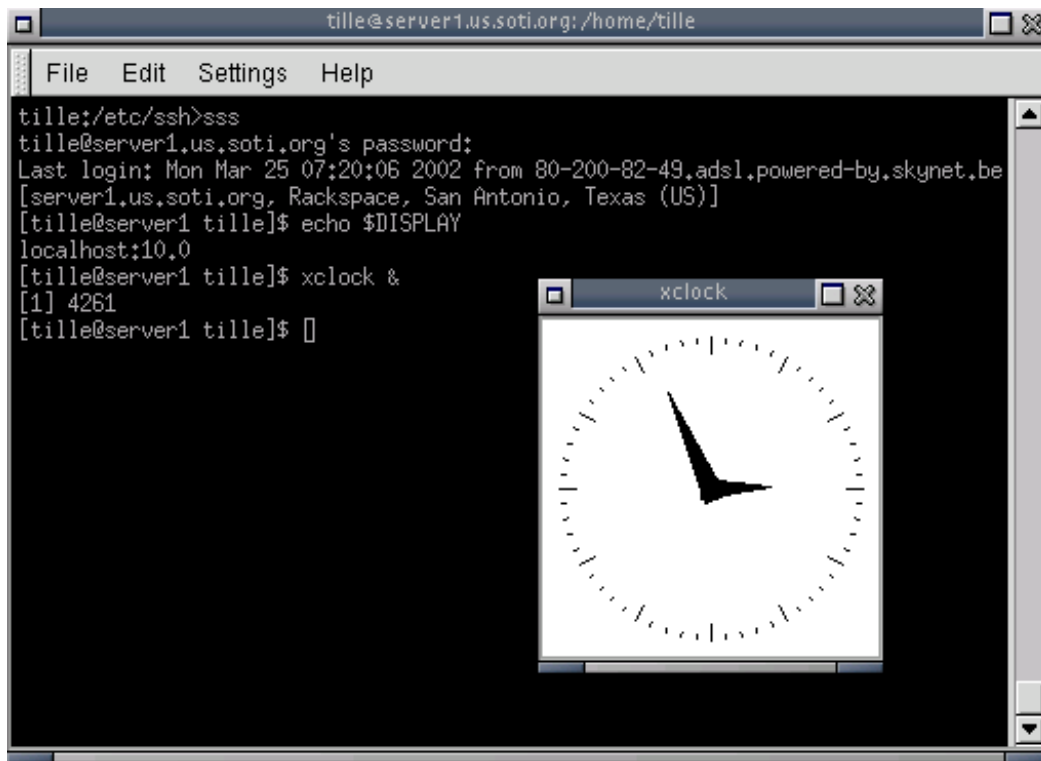 tille@server1.us.soti.org: /home/tille
File Edit Settings Help
tille:/etc/ssh>sss
tille@server1.us.soti.org's password:
Last login: Mon Mar 25 07:20:06 2002 from 80-200-82-49.adsl.powered-by.skynet.be
[server1.us.soti.org, Rackspace, San Antonio, Texas (US)]
[tille@server1 tille]$ echo $DISPLAY
localhost:10.0
[tille@server1 tille]$ xclock &
[1] 4261
[tille@server1 tille]$
xclock